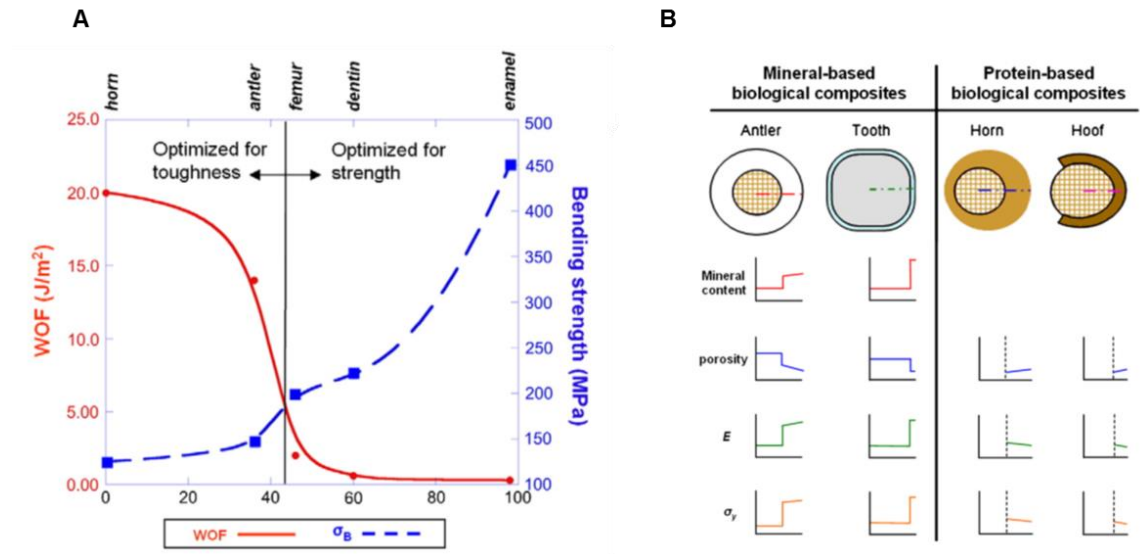 A
horn
antler
femur
dentin
enamel
25.0
20.0
15.0
10.0
5.00
0.00
WOF (J/m²)
Optimized for
toughness
Optimized for
strength
500
450
400
350
300
250
200
150
100
Bending strength (MPa)
0
20
40
60
80
100
WOF
σB
B
Mineral-based
biological composites
Protein-based
biological composites
Antler
Tooth
Horn
Hoof
Mineral
content
porosity
E
σy